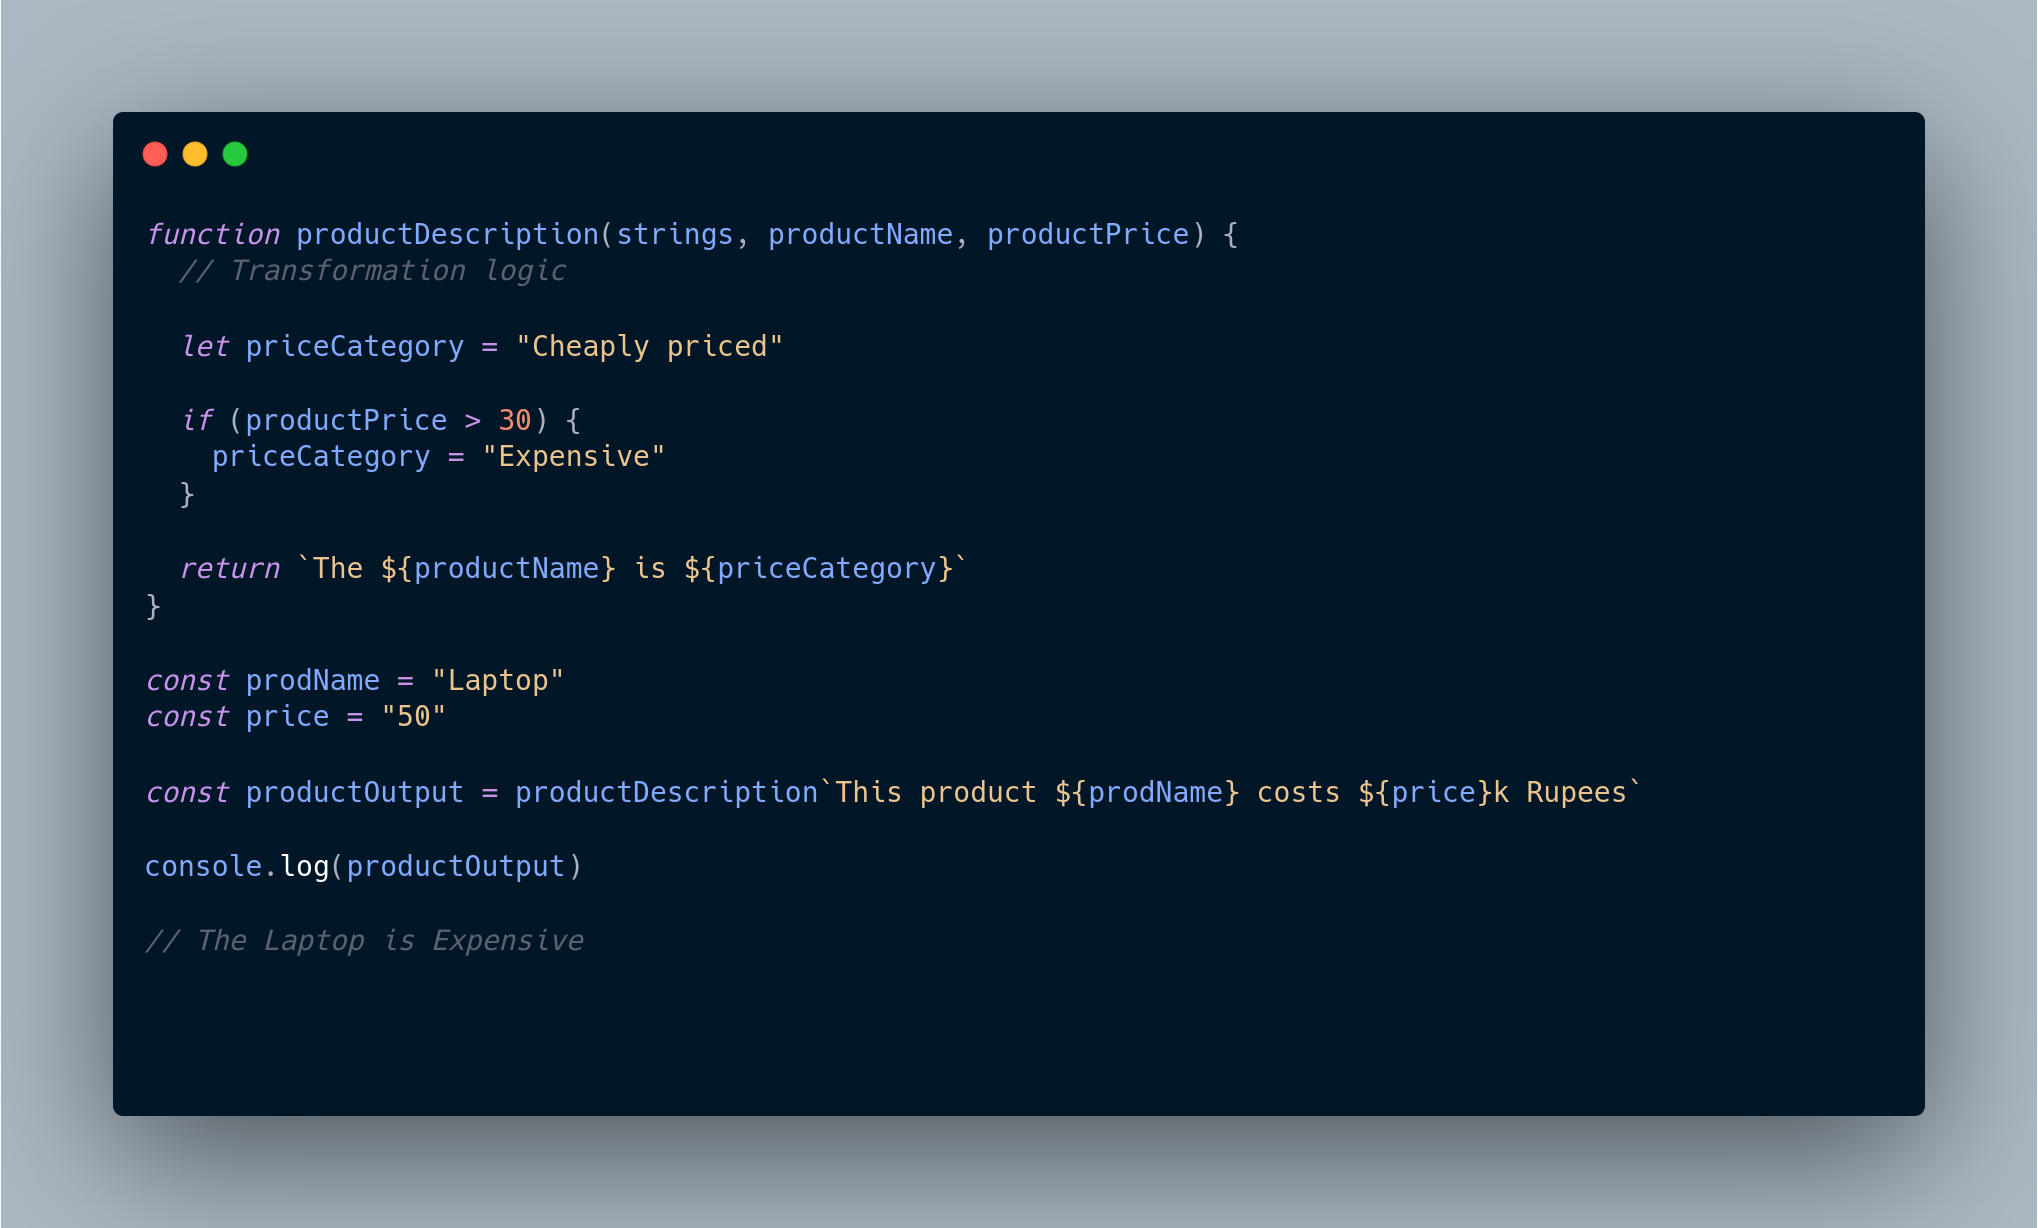 function productDescription(strings, productName, productPrice) {
  // Transformation logic

  let priceCategory = "Cheaply priced"

  if (productPrice > 30) {
    priceCategory = "Expensive"
  }

  return `The ${productName} is ${priceCategory}`
}

const prodName = "Laptop"
const price = "50"

const productOutput = productDescription`This product ${prodName} costs ${price}k Rupees`

console.log(productOutput)

// The Laptop is Expensive